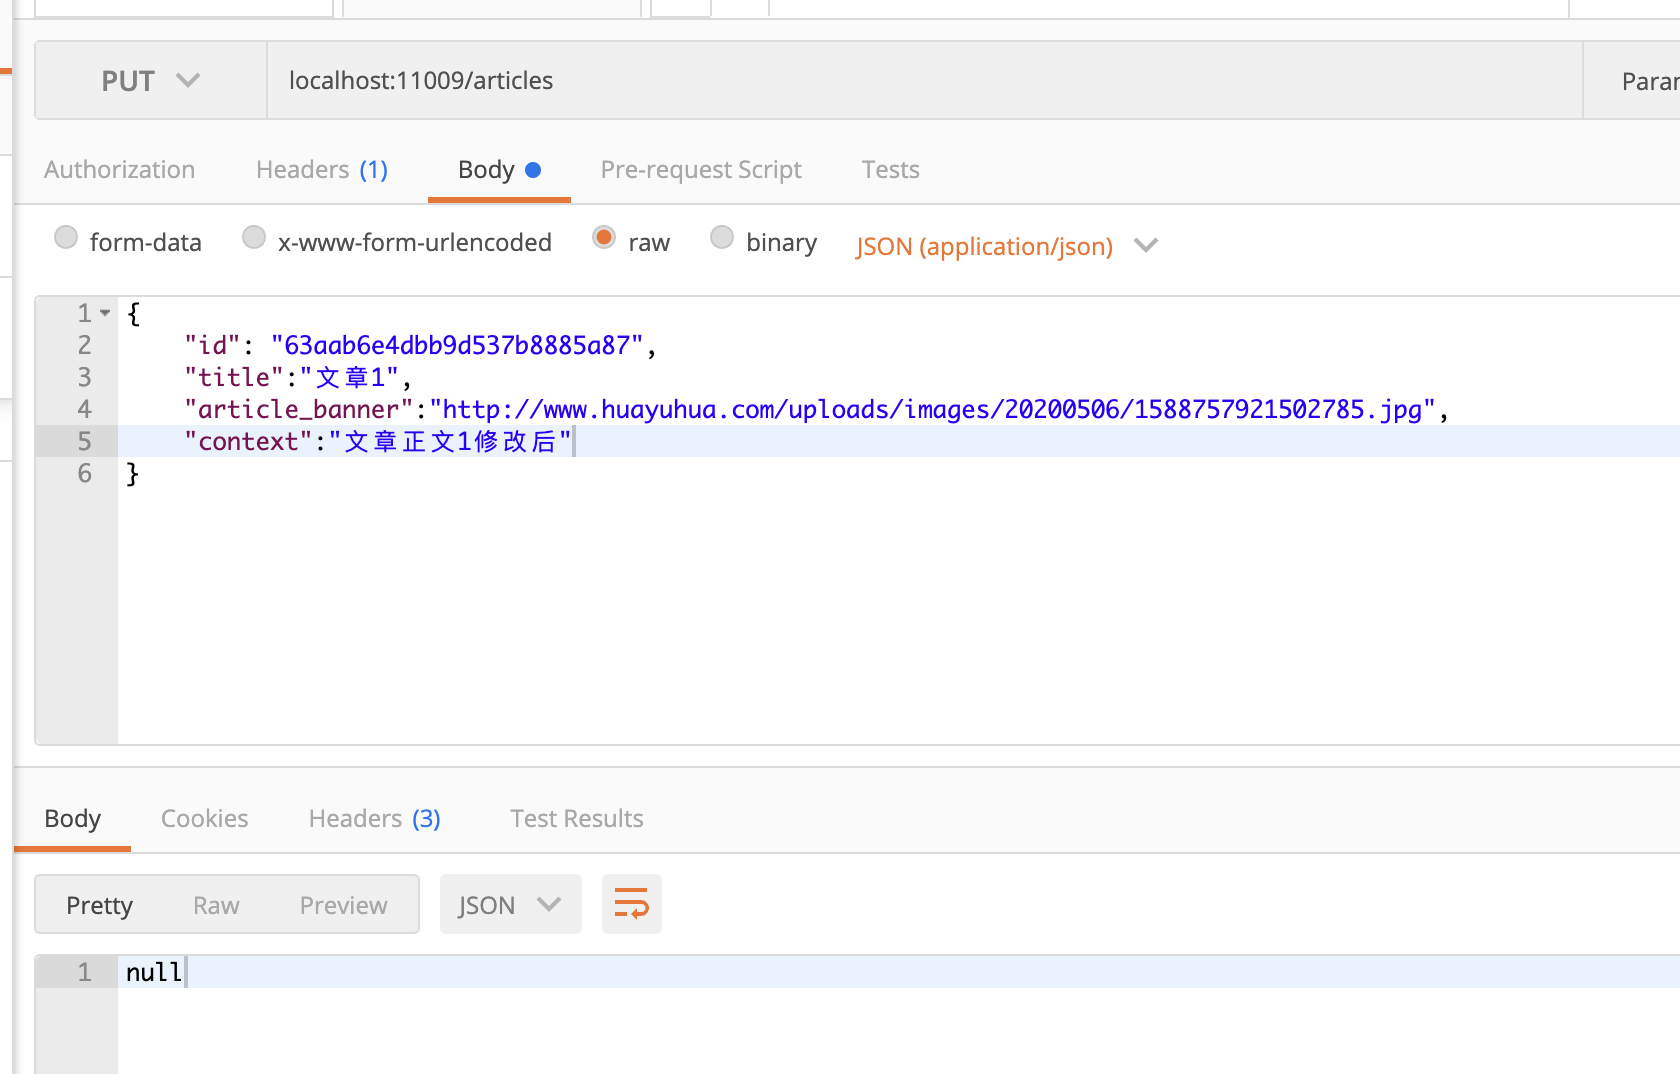 PUT localhost:11009/articles
Authorization Headers (1) Body Pre-request Script Tests
form-data x-www-form-urlencoded raw binary JSON (application/json)
1 {
2 "id": "63aab6e4dbb9d537b8885a87",
3 "title":"文章1",
4 "article_banner":"http://www.huayuhua.com/uploads/images/20200506/1588757921502785.jpg",
5 "context":"文章正文1修改后"
6 }
Body Cookies Headers (3) Test Results
Pretty Raw Preview JSON
1 null